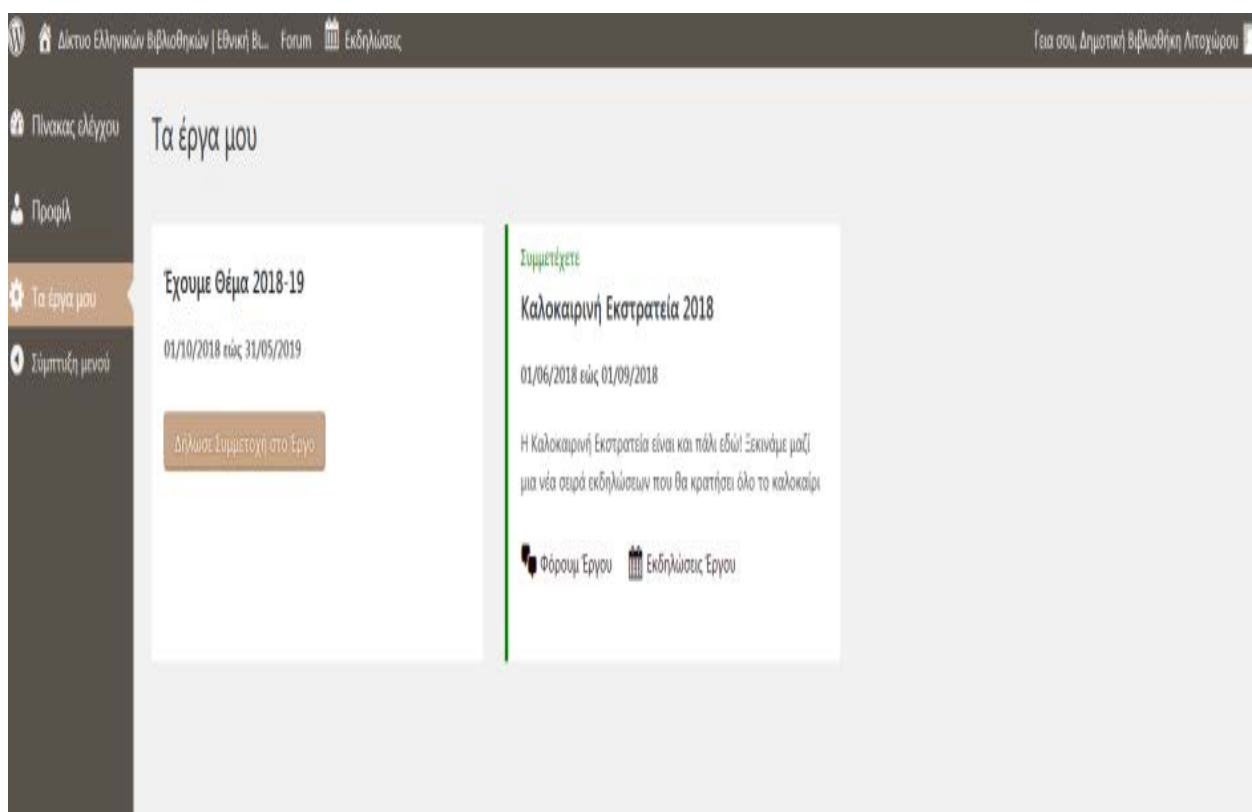 Δίκτυο Ελληνικών Βιβλιοθηκών | Εθνική Βι... Forum Εκδηλώσεις Γεια σου, Δημοτική Βιβλιοθήκη Λιτοχώρου
Πίνακας ελέγχου
Προφίλ
Τα έργα μου
Σύμπτυξη μενού
Τα έργα μου
Έχουμε Θέμα 2018-19
01/10/2018 εώς 31/05/2019
Δήλωσε Συμμετοχή στο Έργο
Συμμετέχετε
Καλοκαιρινή Εκστρατεία 2018
01/06/2018 εώς 01/09/2018
Η Καλοκαιρινή Εκστρατεία είναι και πάλι εδώ! Ξεκινάμε μαζί
μια νέα σειρά εκδηλώσεων που θα κρατήσει όλο το καλοκαίρι
Φόρουμ Έργου Εκδηλώσεις Έργου